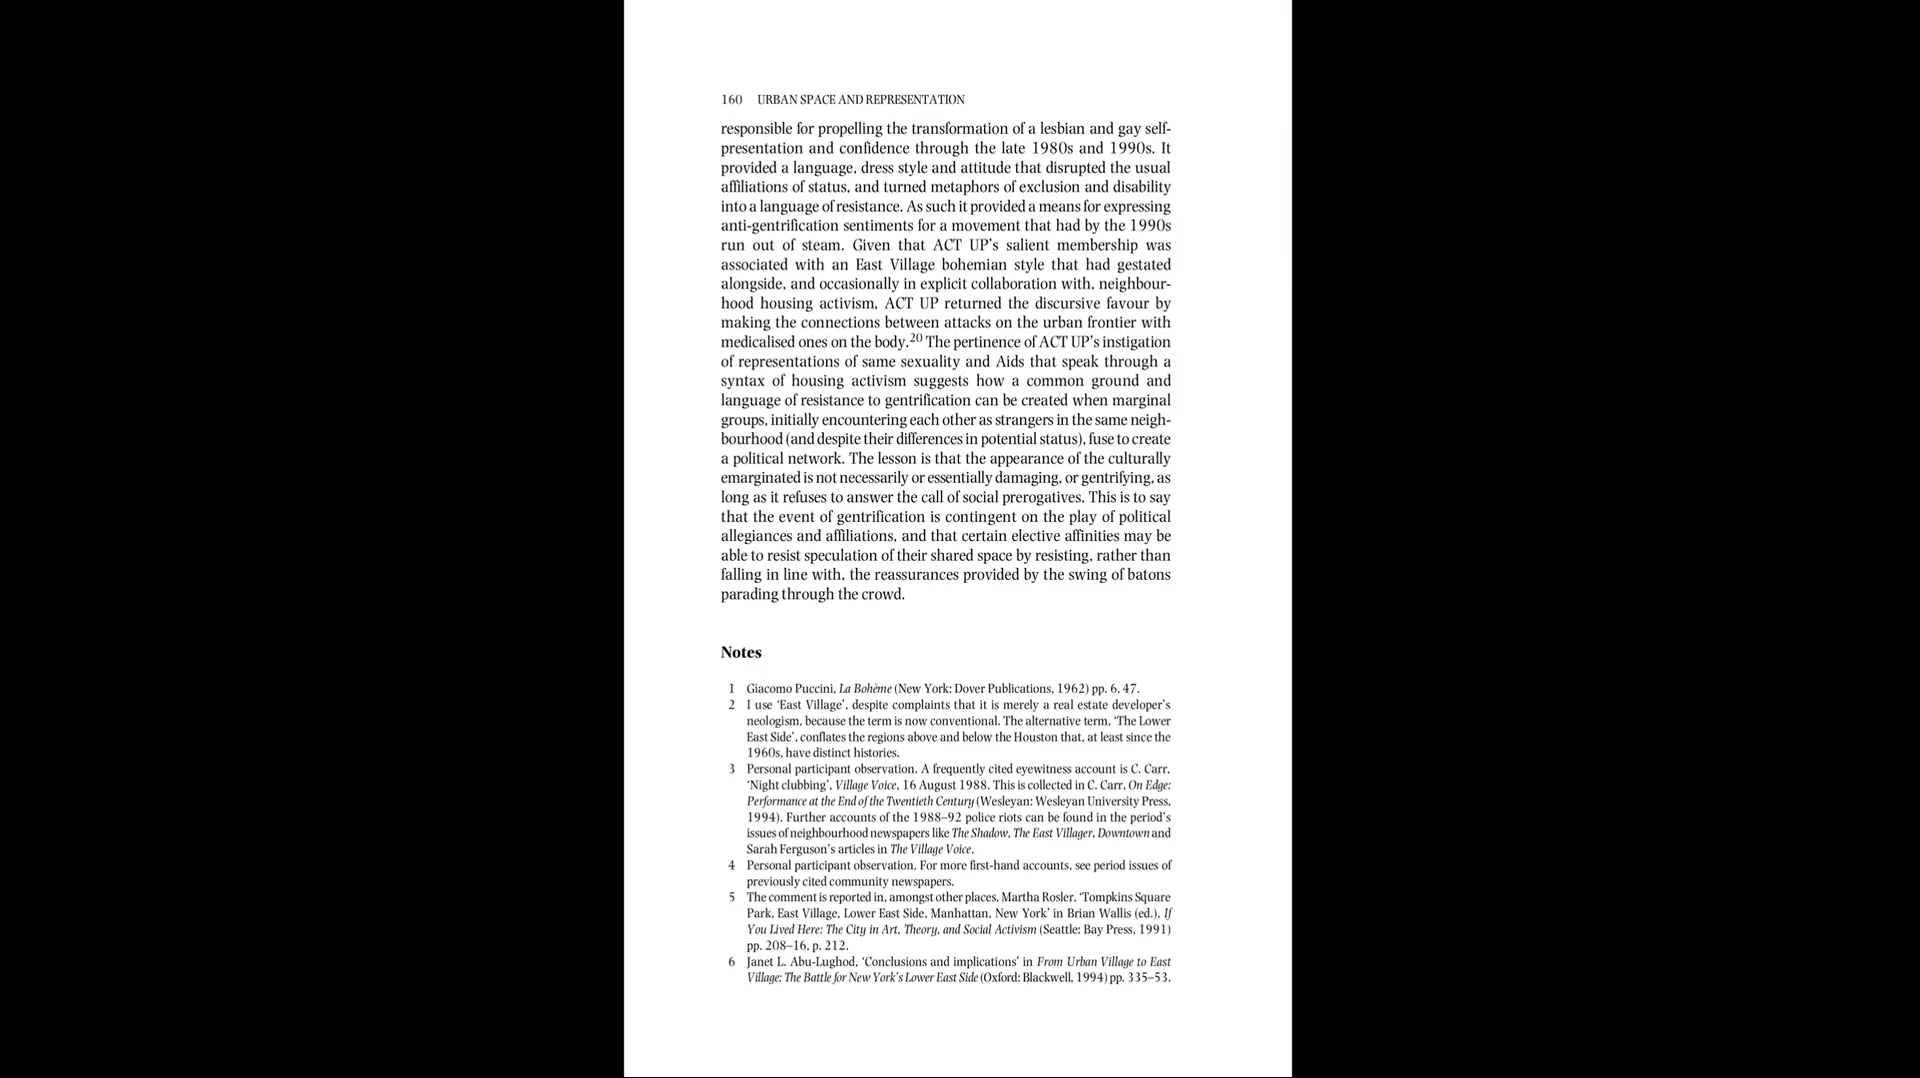 160 URBAN SPACE AND REPRESENTATION
responsible for propelling the transformation of a lesbian and gay self-
presentation and confidence through the late 1980s and 1990s. It
provided a language, dress style and attitude that disrupted the usual
affiliations of status, and turned metaphors of exclusion and disability
into a language of resistance. As such it provided a means for expressing
anti-gentrification sentiments for a movement that had by the 1990s
run out of steam. Given that ACT UP's salient membership was
associated with an East Village bohemian style that had gestated
alongside, and occasionally in explicit collaboration with, neighbour-
hood housing activism, ACT UP returned the discursive favour by
making the connections between attacks on the urban frontier with
medicalised ones on the body.20 The pertinence of ACT UP's instigation
of representations of same sexuality and Aids that speak through a
syntax of housing activism suggests how a common ground and
language of resistance to gentrification can be created when marginal
groups, initially encountering each other as strangers in the same neigh-
bourhood (and despite their differences in potential status), fuse to create
a political network. The lesson is that the appearance of the culturally
emarginated is not necessarily or essentially damaging, or gentrifying, as
long as it refuses to answer the call of social prerogatives. This is to say
that the event of gentrification is contingent on the play of political
allegiances and affiliations, and that certain elective affinities may be
able to resist speculation of their shared space by resisting, rather than
falling in line with, the reassurances provided by the swing of batons
parading through the crowd.
Notes
1 Giacomo Puccini, La Bohème (New York: Dover Publications, 1962) pp. 6, 47.
2 I use ‘East Village’, despite complaints that it is merely a real estate developer's
neologism, because the term is now conventional. The alternative term, ‘The Lower
East Side’, conflates the regions above and below the Houston that, at least since the
1960s, have distinct histories.
3 Personal participant observation. A frequently cited eyewitness account is C. Carr,
‘Night clubbing’, Village Voice, 16 August 1988. This is collected in C. Carr, On Edge:
Performance at the End of the Twentieth Century (Wesleyan: Wesleyan University Press,
1994). Further accounts of the 1988–92 police riots can be found in the period's
issues of neighbourhood newspapers like The Shadow, The East Villager, Downtown and
Sarah Ferguson's articles in The Village Voice.
4 Personal participant observation. For more first-hand accounts, see period issues of
previously cited community newspapers.
5 The comment is reported in, amongst other places, Martha Rosler, ‘Tompkins Square
Park, East Village, Lower East Side, Manhattan, New York’ in Brian Wallis (ed.), If
You Lived Here: The City in Art, Theory, and Social Activism (Seattle: Bay Press, 1991)
pp. 208–16, p. 212.
6 Janet L. Abu-Lughod, ‘Conclusions and implications’ in From Urban Village to East
Village: The Battle for New York's Lower East Side (Oxford: Blackwell, 1994) pp. 335–53.